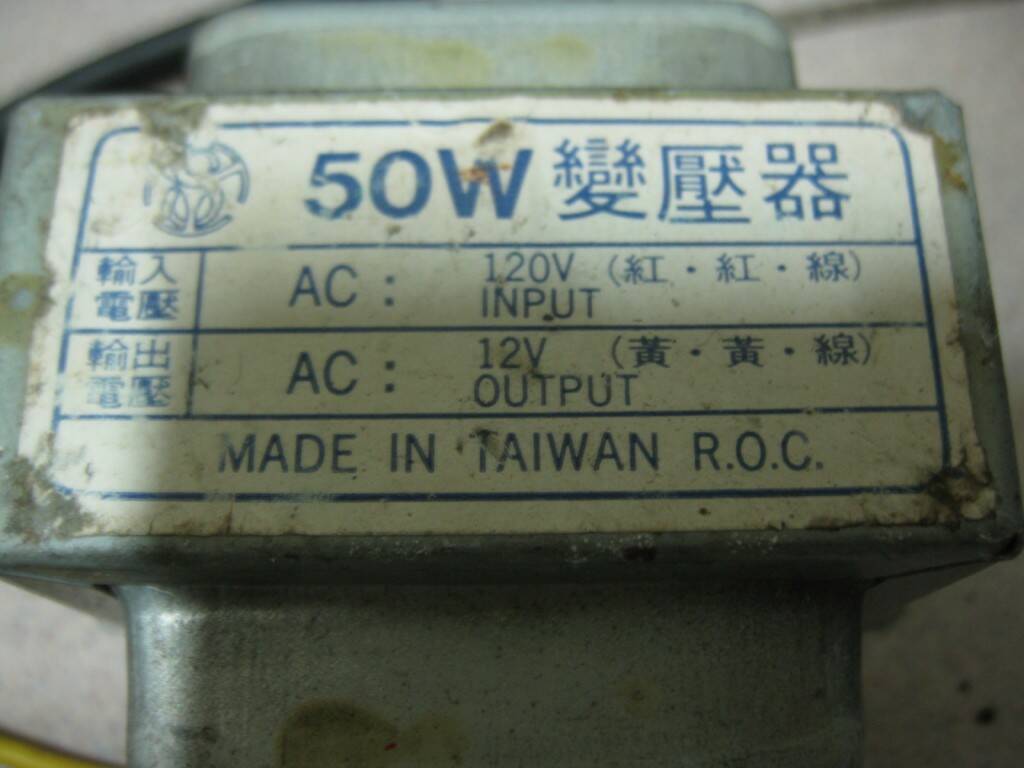 50W 變壓器
輸入電壓
AC: 120V (紅・紅・線)
INPUT
輸出電壓
AC: 12V (黃・黃・線)
OUTPUT
MADE IN TAIWAN R.O.C.